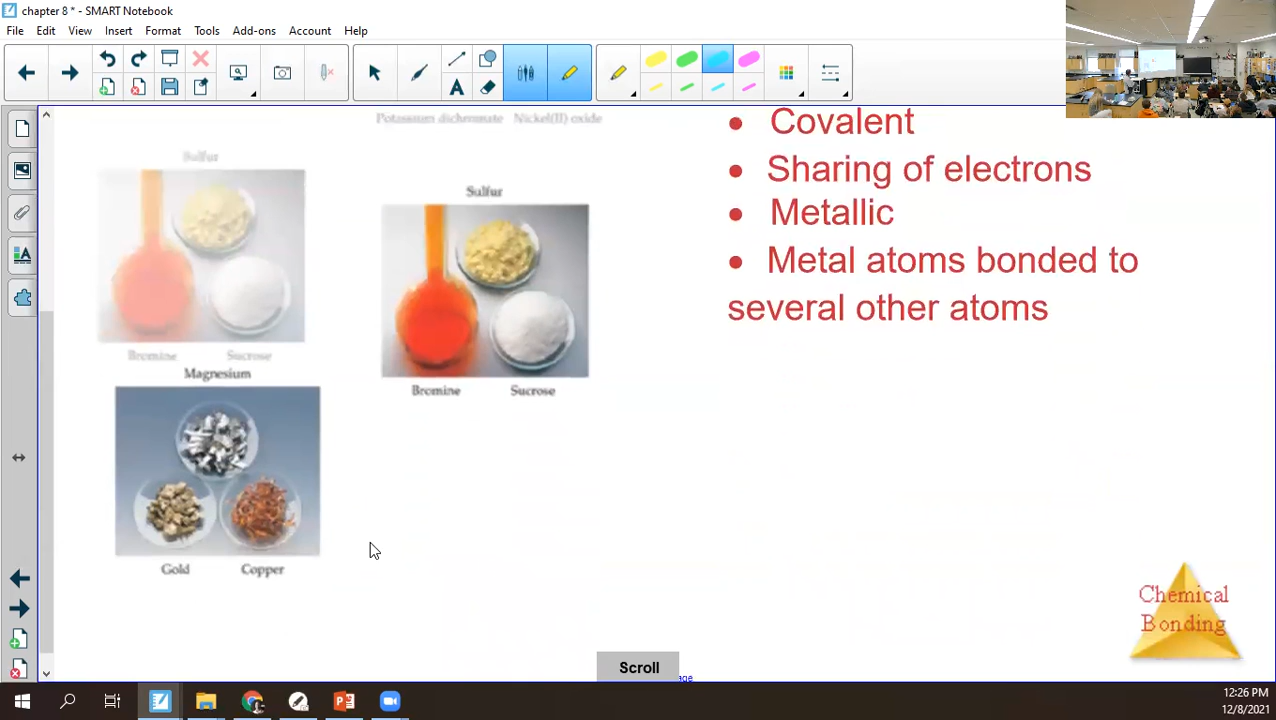 chapter 8 * - SMART Notebook
File Edit View Insert Format Tools Add-ons Account Help
Potassium dichromate Nickel(II) oxide
Sulfur
Bromine Sucrose
Sulfur
Bromine Sucrose
Magnesium
Gold Copper
• Covalent
• Sharing of electrons
• Metallic
• Metal atoms bonded to
several other atoms
Chemical
Bonding
Scroll
age
12:26 PM
12/8/2021